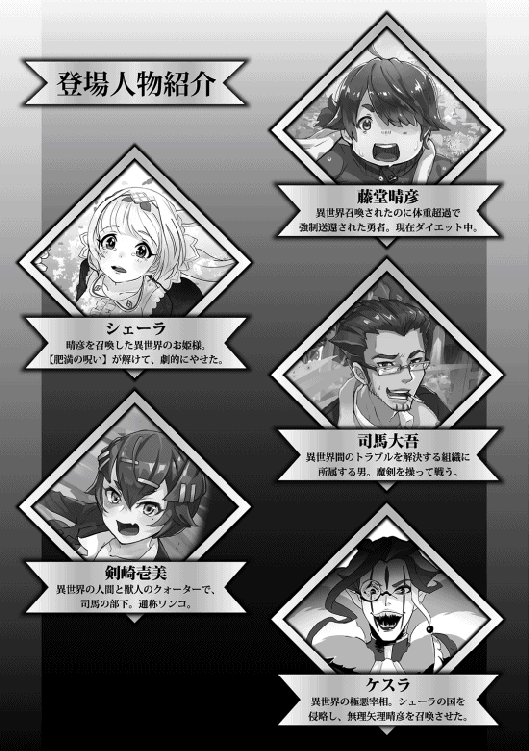 登場人物紹介
藤堂晴彦
異世界召喚されたのに体重超過で
強制送還された勇者。現在ダイエット中。
シェーラ
晴彦を召喚した異世界のお姫様。
【肥満の呪い】が解けて、劇的にやせた。
司馬大吾
異世界間のトラブルを解決する組織に
所属する男。魔剣を操って戦う。
剣崎壱美
異世界の人間と獣人のクォーターで、
司馬の部下。通称ワンコ。
ケスラ
異世界の極悪宰相。シェーラの国を
侵略し、無理矢理晴彦を召喚させた。